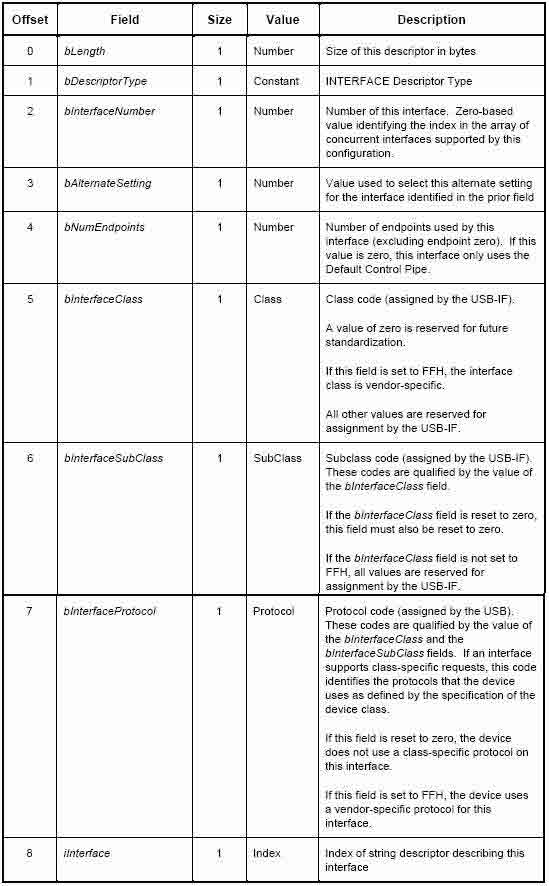 Offset Field Size Value Description
0 bLength 1 Number Size of this descriptor in bytes
1 bDescriptorType 1 Constant INTERFACE Descriptor Type
2 bInterfaceNumber 1 Number Number of this interface. Zero-based
value identifying the index in the array of
concurrent interfaces supported by this
configuration.
3 bAlternateSetting 1 Number Value used to select this alternate setting
for the interface identified in the prior field
4 bNumEndpoints 1 Number Number of endpoints used by this
interface (excluding endpoint zero). If this
value is zero, this interface only uses the
Default Control Pipe.
5 bInterfaceClass 1 Class Class code (assigned by the USB-IF).
A value of zero is reserved for future
standardization.
If this field is set to FFH, the interface
class is vendor-specific.
All other values are reserved for
assignment by the USB-IF.
6 bInterfaceSubClass 1 SubClass Subclass code (assigned by the USB-IF).
These codes are qualified by the value of
the bInterfaceClass field.
If the bInterfaceClass field is reset to zero,
this field must also be reset to zero.
If the bInterfaceClass field is not set to
FFH, all values are reserved for
assignment by the USB-IF.
7 bInterfaceProtocol 1 Protocol Protocol code (assigned by the USB).
These codes are qualified by the value of
the bInterfaceClass and the
bInterfaceSubClass fields. If an interface
supports class-specific requests, this code
identifies the protocols that the device
uses as defined by the specification of the
device class.
If this field is reset to zero, the device
does not use a class-specific protocol on
this interface.
If this field is set to FFH, the device uses
a vendor-specific protocol for this
interface.
8 iInterface 1 Index Index of string descriptor describing this
interface